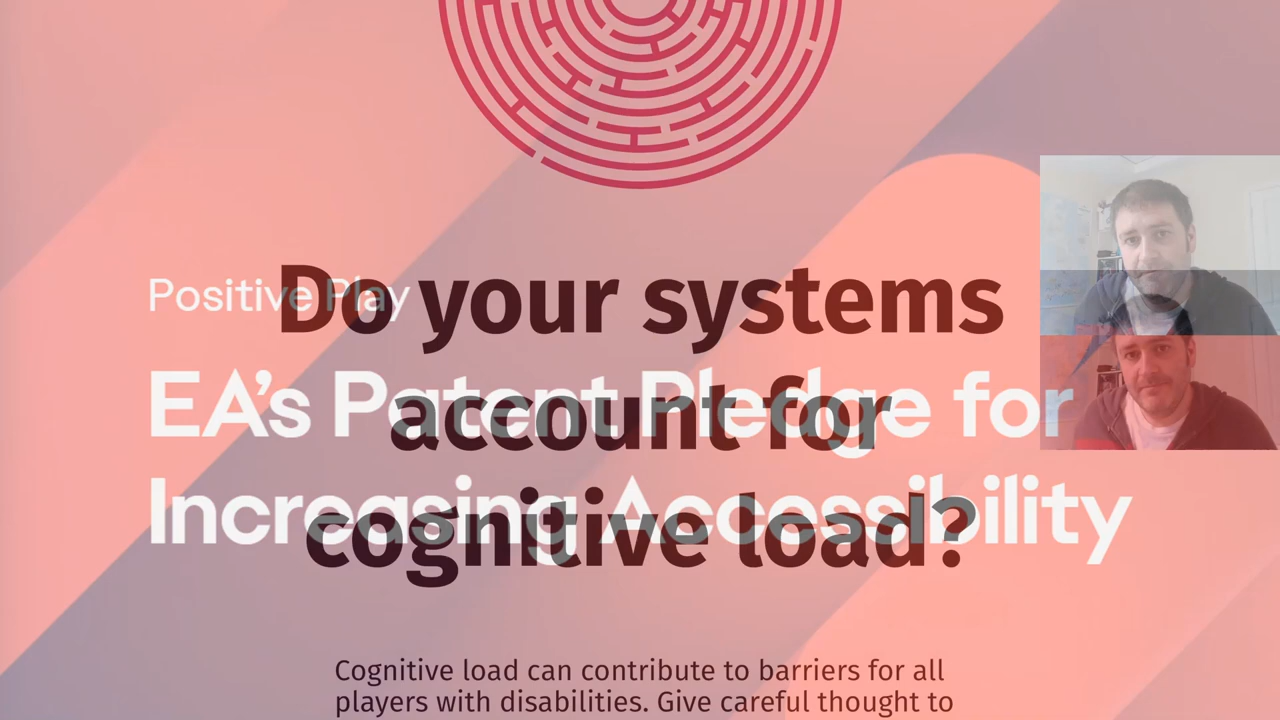 Positive Play
EA's Patent Pledge for
Increasing Accessibility
Do your systems
account for
cognitive load?
Cognitive load can contribute to barriers for all
players with disabilities. Give careful thought to